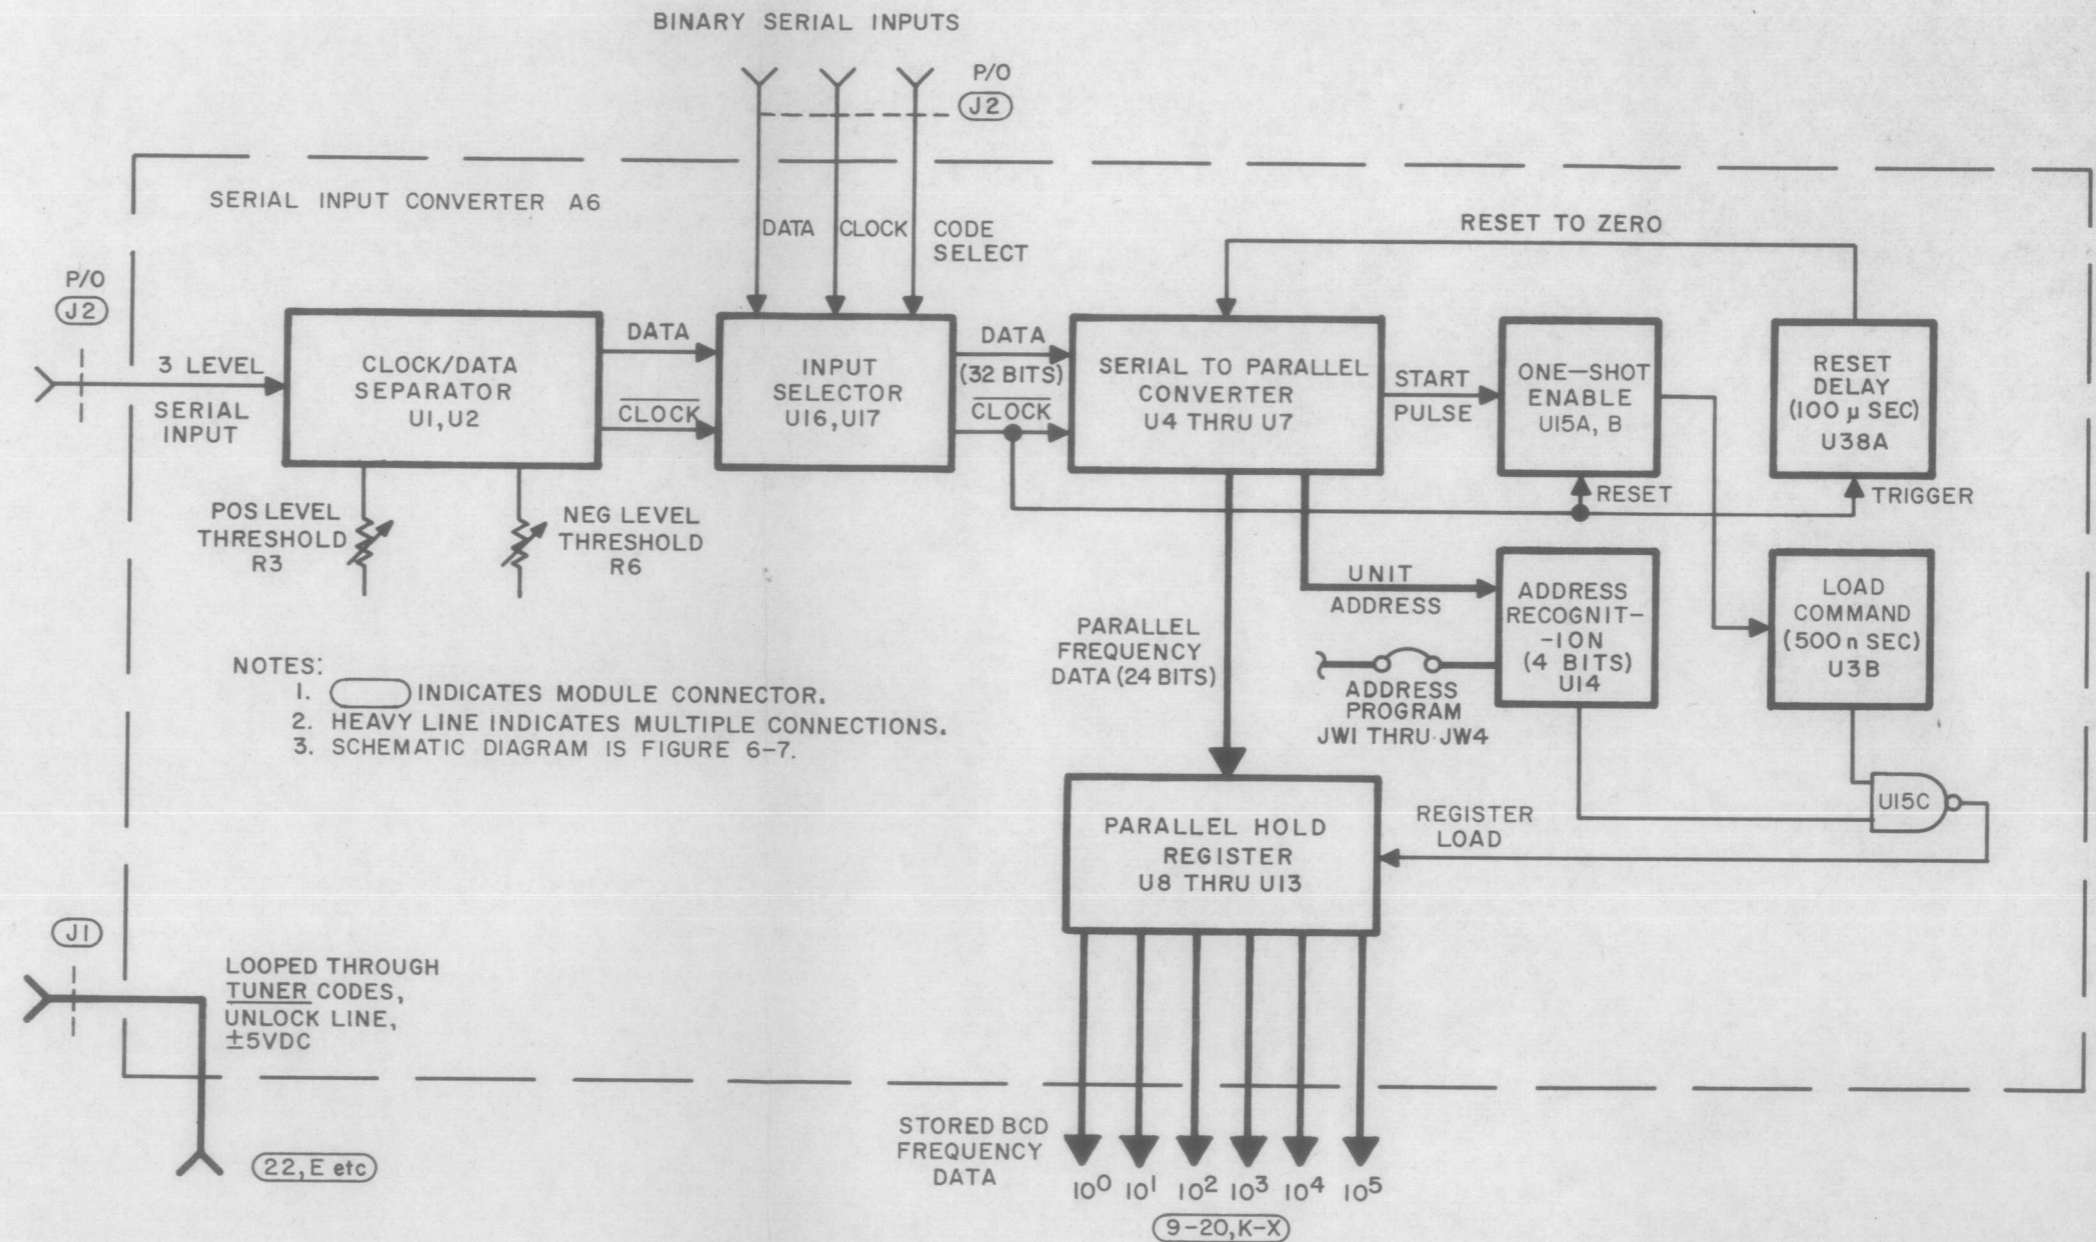 BINARY SERIAL INPUTS
P/O
J2
SERIAL INPUT CONVERTER A6
DATA
CLOCK
CODE
SELECT
RESET TO ZERO
P/O
J2
3 LEVEL
SERIAL
INPUT
CLOCK/DATA
SEPARATOR
U1, U2
DATA
CLOCK
INPUT
SELECTOR
U16, U17
DATA
(32 BITS)
CLOCK
SERIAL TO PARALLEL
CONVERTER
U4 THRU U7
START
PULSE
ONE-SHOT
ENABLE
U15A, B
RESET
DELAY
(100 µ SEC)
U38A
RESET
TRIGGER
POS LEVEL
THRESHOLD
R3
NEG LEVEL
THRESHOLD
R6
UNIT
ADDRESS
ADDRESS
RECOGNIT-
-ION
(4 BITS)
U14
LOAD
COMMAND
(500 n SEC)
U3B
PARALLEL
FREQUENCY
DATA (24 BITS)
ADDRESS
PROGRAM
JW1 THRU JW4
NOTES:
1. INDICATES MODULE CONNECTOR.
2. HEAVY LINE INDICATES MULTIPLE CONNECTIONS.
3. SCHEMATIC DIAGRAM IS FIGURE 6-7.
U15C
REGISTER
LOAD
PARALLEL HOLD
REGISTER
U8 THRU U13
J1
LOOPED THROUGH
TUNER CODES,
UNLOCK LINE,
±5VDC
22, E etc
STORED BCD
FREQUENCY
DATA
10⁰ 10¹ 10² 10³ 10⁴ 10⁵
9-20, K-X